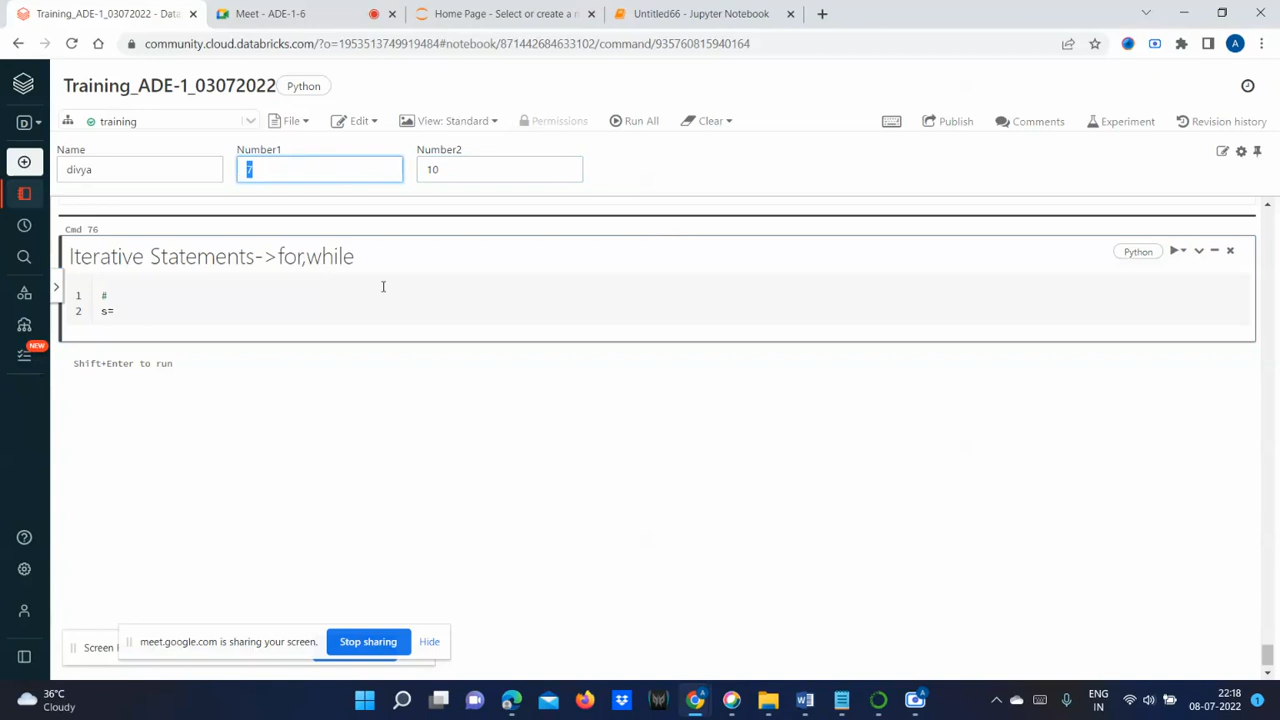 Training_ADE-1_03072022 - Data
Meet - ADE-1-6
Home Page - Select or create a n
Untitled66 - Jupyter Notebook
community.cloud.databricks.com/?o=1953513749919484#notebook/871442684633102/command/935760815940164
A
Training_ADE-1_03072022 Python
D
training
File Edit View: Standard Permissions Run All Clear Publish Comments Experiment Revision history
Name Number1 Number2
divya 7 10
Cmd 76
Iterative Statements->for,while
Python
1 #
2 s=
NEW
Shift+Enter to run
Screen
meet.google.com is sharing your screen. Stop sharing Hide
36°C
Cloudy
ENG
IN
22:18
08-07-2022
1